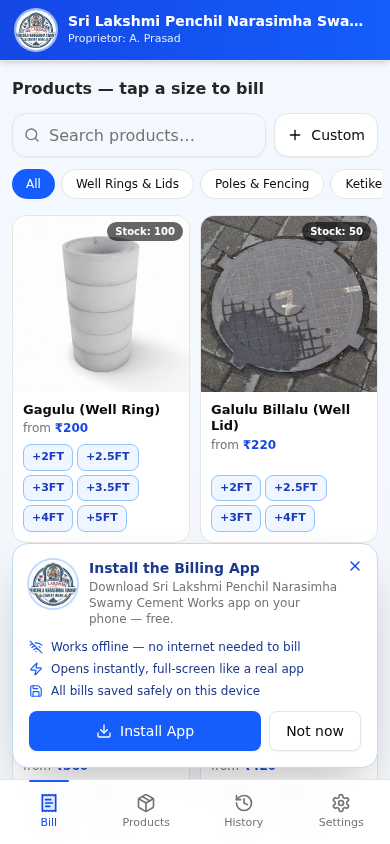 Sri Lakshmi Penchil Narasimha Swa...
Proprietor: A. Prasad
Products — tap a size to bill
Search products...
Custom
All
Well Rings & Lids
Poles & Fencing
Ketike
Stock: 100
Stock: 50
Gagulu (Well Ring)
from ₹200
+2FT
+2.5FT
+3FT
+3.5FT
+4FT
+5FT
Galulu Billalu (Well
Lid)
from ₹220
+2FT
+2.5FT
+3FT
+4FT
Install the Billing App
Download Sri Lakshmi Penchil Narasimha
Swamy Cement Works app on your
phone — free.
Works offline — no internet needed to bill
Opens instantly, full-screen like a real app
All bills saved safely on this device
Install App
Not now
Bill
Products
History
Settings